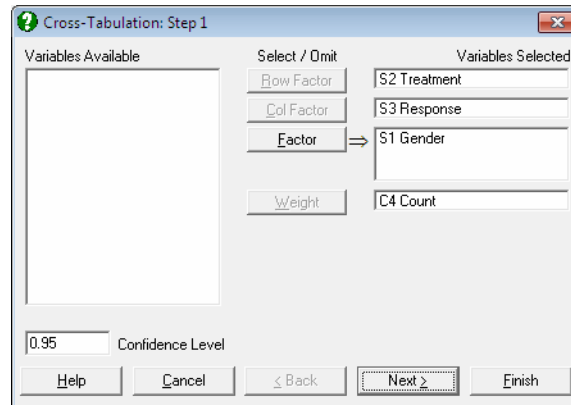 Cross-Tabulation: Step 1
Variables Available
Select / Omit
Variables Selected
Row Factor
S2 Treatment
Col Factor
S3 Response
Factor
S1 Gender
Weight
C4 Count
0.95
Confidence Level
Help
Cancel
< Back
Next >
Finish